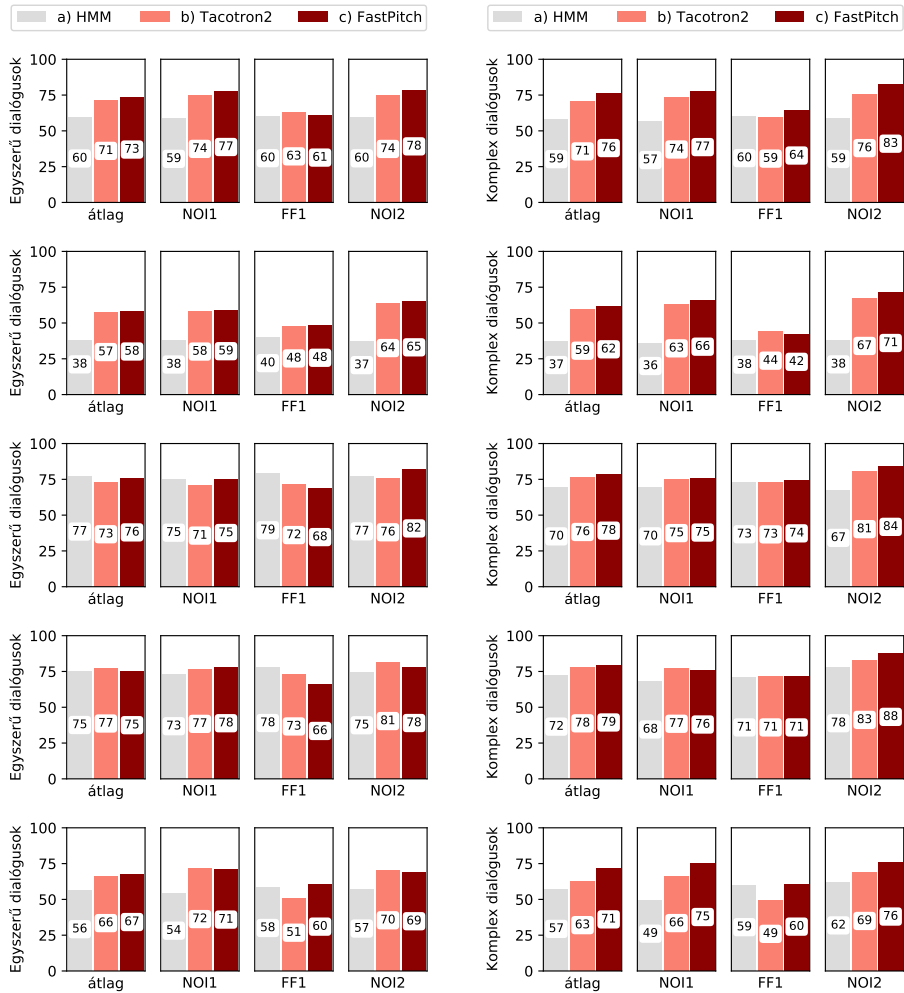 a) HMM b) Tacotron2 c) FastPitch
Egyszerű dialógusok
100
75
50
25
0
60 71 73
átlag
59 74 77
NOI1
60 63 61
FF1
60 74 78
NOI2
Egyszerű dialógusok
100
75
50
25
0
38 57 58
átlag
38 58 59
NOI1
40 48 48
FF1
37 64 65
NOI2
Egyszerű dialógusok
100
75
50
25
0
77 73 76
átlag
75 71 75
NOI1
79 72 68
FF1
77 76 82
NOI2
Egyszerű dialógusok
100
75
50
25
0
75 77 75
átlag
73 77 78
NOI1
78 73 66
FF1
75 81 78
NOI2
Egyszerű dialógusok
100
75
50
25
0
56 66 67
átlag
54 72 71
NOI1
58 51 60
FF1
57 70 69
NOI2
a) HMM b) Tacotron2 c) FastPitch
Komplex dialógusok
100
75
50
25
0
59 71 76
átlag
57 74 77
NOI1
60 59 64
FF1
59 76 83
NOI2
Komplex dialógusok
100
75
50
25
0
37 59 62
átlag
36 63 66
NOI1
38 44 42
FF1
38 67 71
NOI2
Komplex dialógusok
100
75
50
25
0
70 76 78
átlag
70 75 75
NOI1
73 73 74
FF1
67 81 84
NOI2
Komplex dialógusok
100
75
50
25
0
72 78 79
átlag
68 77 76
NOI1
71 71 71
FF1
78 83 88
NOI2
Komplex dialógusok
100
75
50
25
0
57 63 71
átlag
49 66 75
NOI1
59 49 60
FF1
62 69 76
NOI2